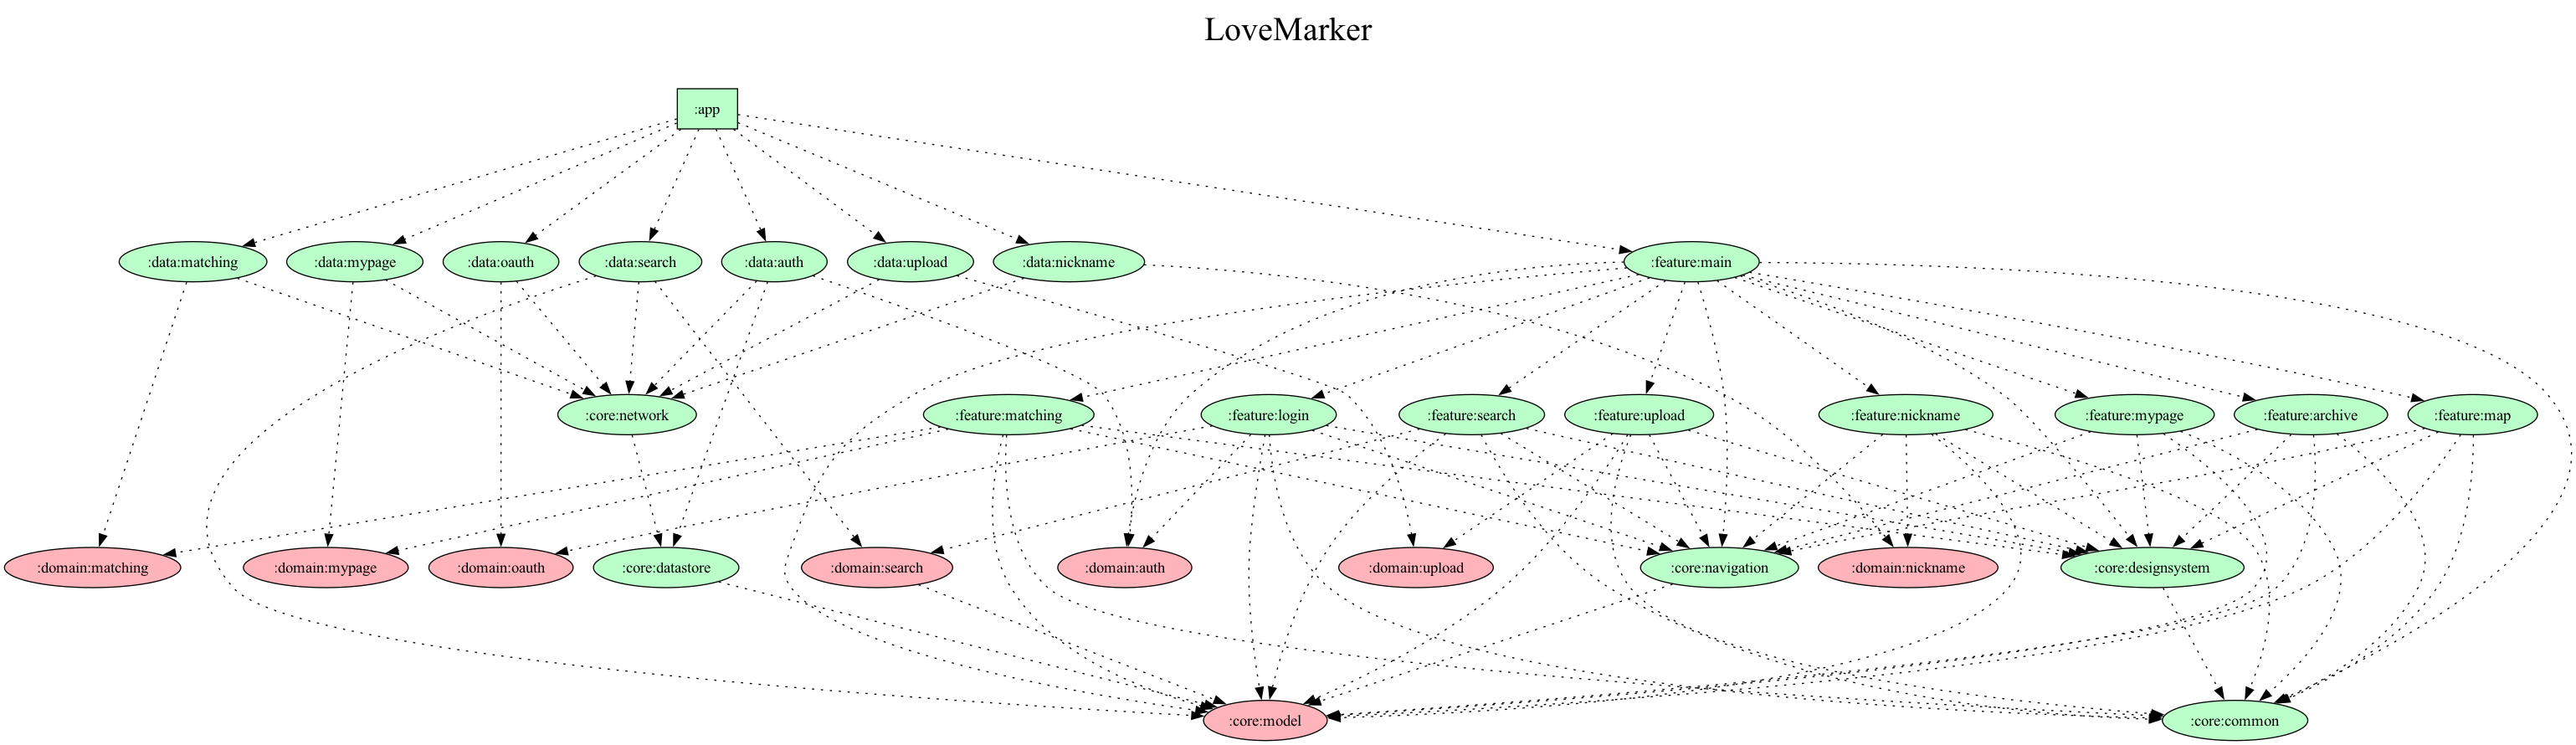 LoveMarker
:app
:data:matching
:data:mypage
:data:oauth
:data:search
:data:auth
:data:upload
:data:nickname
:feature:main
:core:network
:feature:matching
:feature:login
:feature:search
:feature:upload
:feature:nickname
:feature:mypage
:feature:archive
:feature:map
:domain:matching
:domain:mypage
:domain:oauth
:core:datastore
:domain:search
:domain:auth
:domain:upload
:core:navigation
:domain:nickname
:core:designsystem
:core:model
:core:common